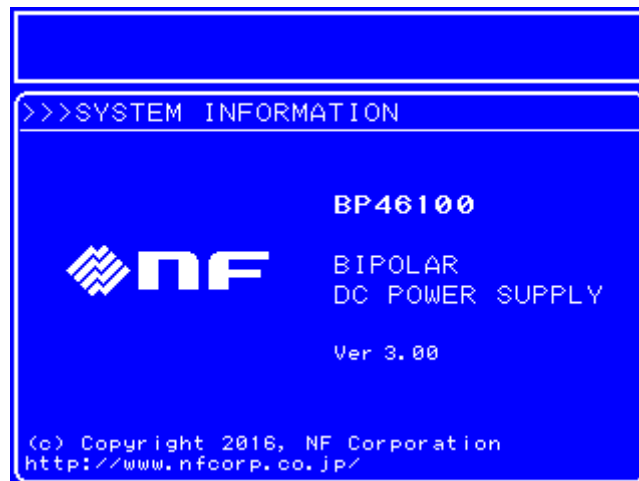 >>>SYSTEM INFORMATION
BP46100
NF
BIPOLAR
DC POWER SUPPLY
Ver 3.00
(c) Copyright 2016, NF Corporation
http://www.nfcorp.co.jp/